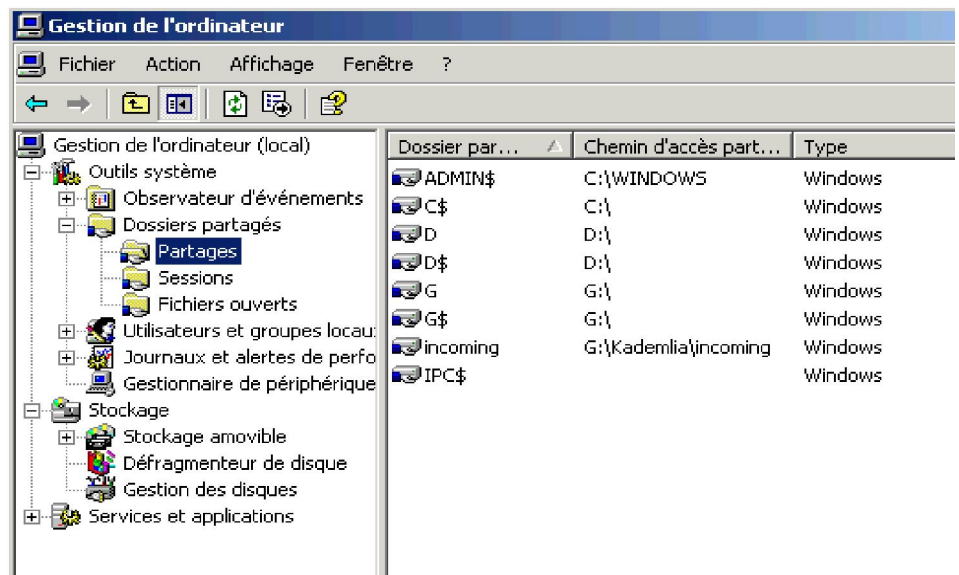 Gestion de l'ordinateur
Fichier Action Affichage Fenêtre ?
Gestion de l'ordinateur (local)
Outils système
Observateur d'événements
Dossiers partagés
Partages
Sessions
Fichiers ouverts
Utilisateurs et groupes locau
Journaux et alertes de perfo
Gestionnaire de périphérique
Stockage
Stockage amovible
Défragmenteur de disque
Gestion des disques
Services et applications
Dossier par... Chemin d'accès part... Type
ADMIN$ C:\WINDOWS Windows
C$ C:\ Windows
D D:\ Windows
D$ D:\ Windows
G G:\ Windows
G$ G:\ Windows
incoming G:\Kademlia\incoming Windows
IPC$ Windows